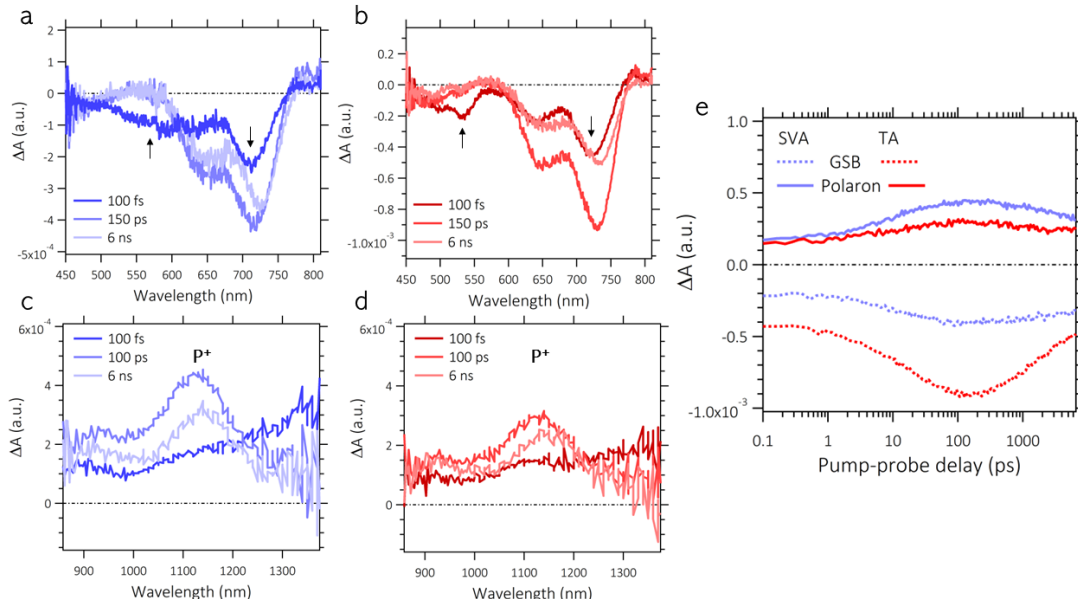 a
2
1
0
-1
-2
-3
-4
-5x10⁻⁴
ΔA (a.u.)
100 fs
150 ps
6 ns
450 500 550 600 650 700 750 800
Wavelength (nm)
b
0.2
0.0
-0.2
-0.4
-0.6
-0.8
-1.0x10⁻³
ΔA (a.u.)
100 fs
150 ps
6 ns
450 500 550 600 650 700 750 800
Wavelength (nm)
c
6x10⁻⁴
4
2
0
ΔA (a.u.)
100 fs
100 ps
6 ns
P⁺
900 1000 1100 1200 1300
Wavelength (nm)
d
6x10⁻⁴
4
2
0
ΔA (a.u.)
100 fs
100 ps
6 ns
P⁺
900 1000 1100 1200 1300
Wavelength (nm)
e
1.0
0.5
0.0
-0.5
-1.0x10⁻³
ΔA (a.u.)
SVA TA
GSB
Polaron
0.1 1 10 100 1000
Pump-probe delay (ps)